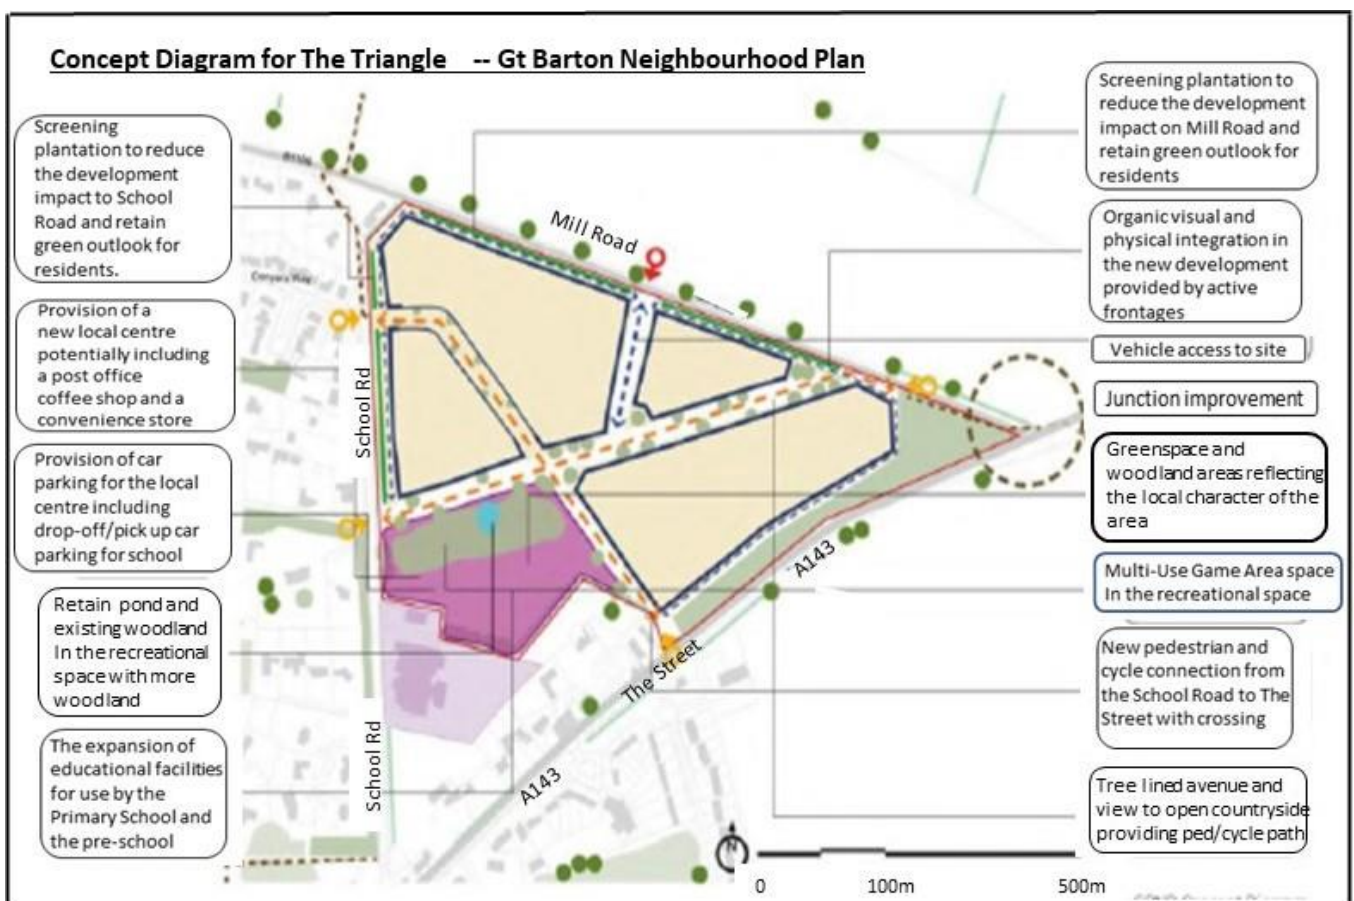 Concept Diagram for The Triangle -- Gt Barton Neighbourhood Plan
Screening
plantation to reduce
the development
impact to School
Road and retain
green outlook for
residents.
Provision of a
new local centre
potentially including
a post office
coffee shop and a
convenience store
Provision of car
parking for the local
centre including
drop-off/pick up car
parking for school
Retain pond and
existing woodland
In the recreational
space with more
woodland
The expansion of
educational facilities
for use by the
Primary School and
the pre-school
Mill Road
School Rd
School Rd
A143
The Street
A143
N
0 100m 500m
Screening plantation to
reduce the development
impact on Mill Road and
retain green outlook for
residents
Organic visual and
physical integration in
the new development
provided by active
frontages
Vehicle access to site
Junction improvement
Greenspace and
woodland areas reflecting
the local character of the
area
Multi-Use Game Area space
In the recreational space
New pedestrian and
cycle connection from
the School Road to The
Street with crossing
Tree lined avenue and
view to open countryside
providing ped/cycle path